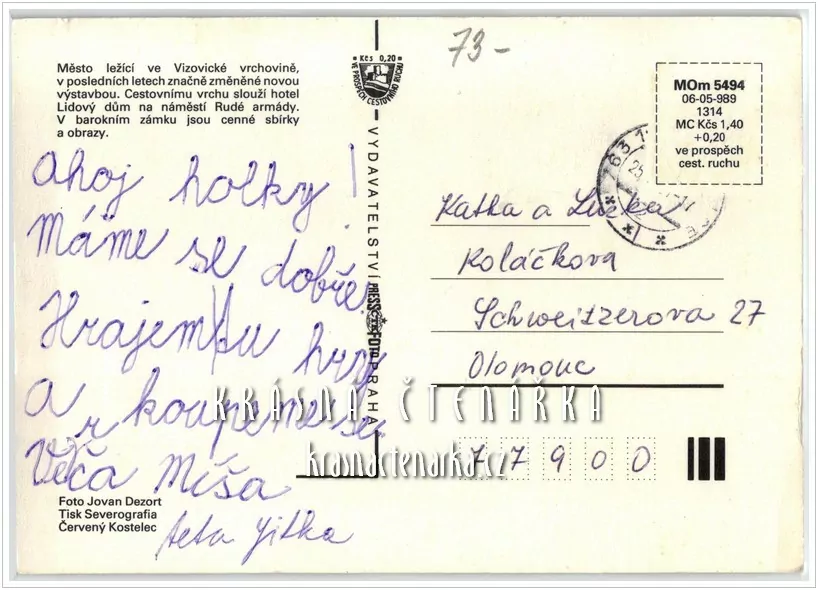 73-
Město ležící ve Vizovické vrchovině,
v posledních letech značně změněné novou
výstavbou. Cestovnímu vrchu slouží hotel
Lidový dům na náměstí Rudé armády.
V barokním zámku jsou cenné sbírky
a obrazy.
Kčs 0,20
VE PROSPĚCH CESTOVNÍHO RUCHU
MOm 5494
06-05-989
1314
MC Kčs 1,40
+0,20
ve prospěch
cest. ruchu
763
25
ahoj holky!
máme se dobře.
Hrajem hry
a koupeme se.
Věča Míša
teta Jitka
VYDAVATELSTVÍ PRESSFOTO PRAHA
Katka a Lucka
Koláčkova
Schweitzerova 27
Olomouc
77900
KRÁSNÁ ČTENÁŘKA
krasnactenarka.cz
Foto Jovan Dezort
Tisk Severografia
Červený Kostelec